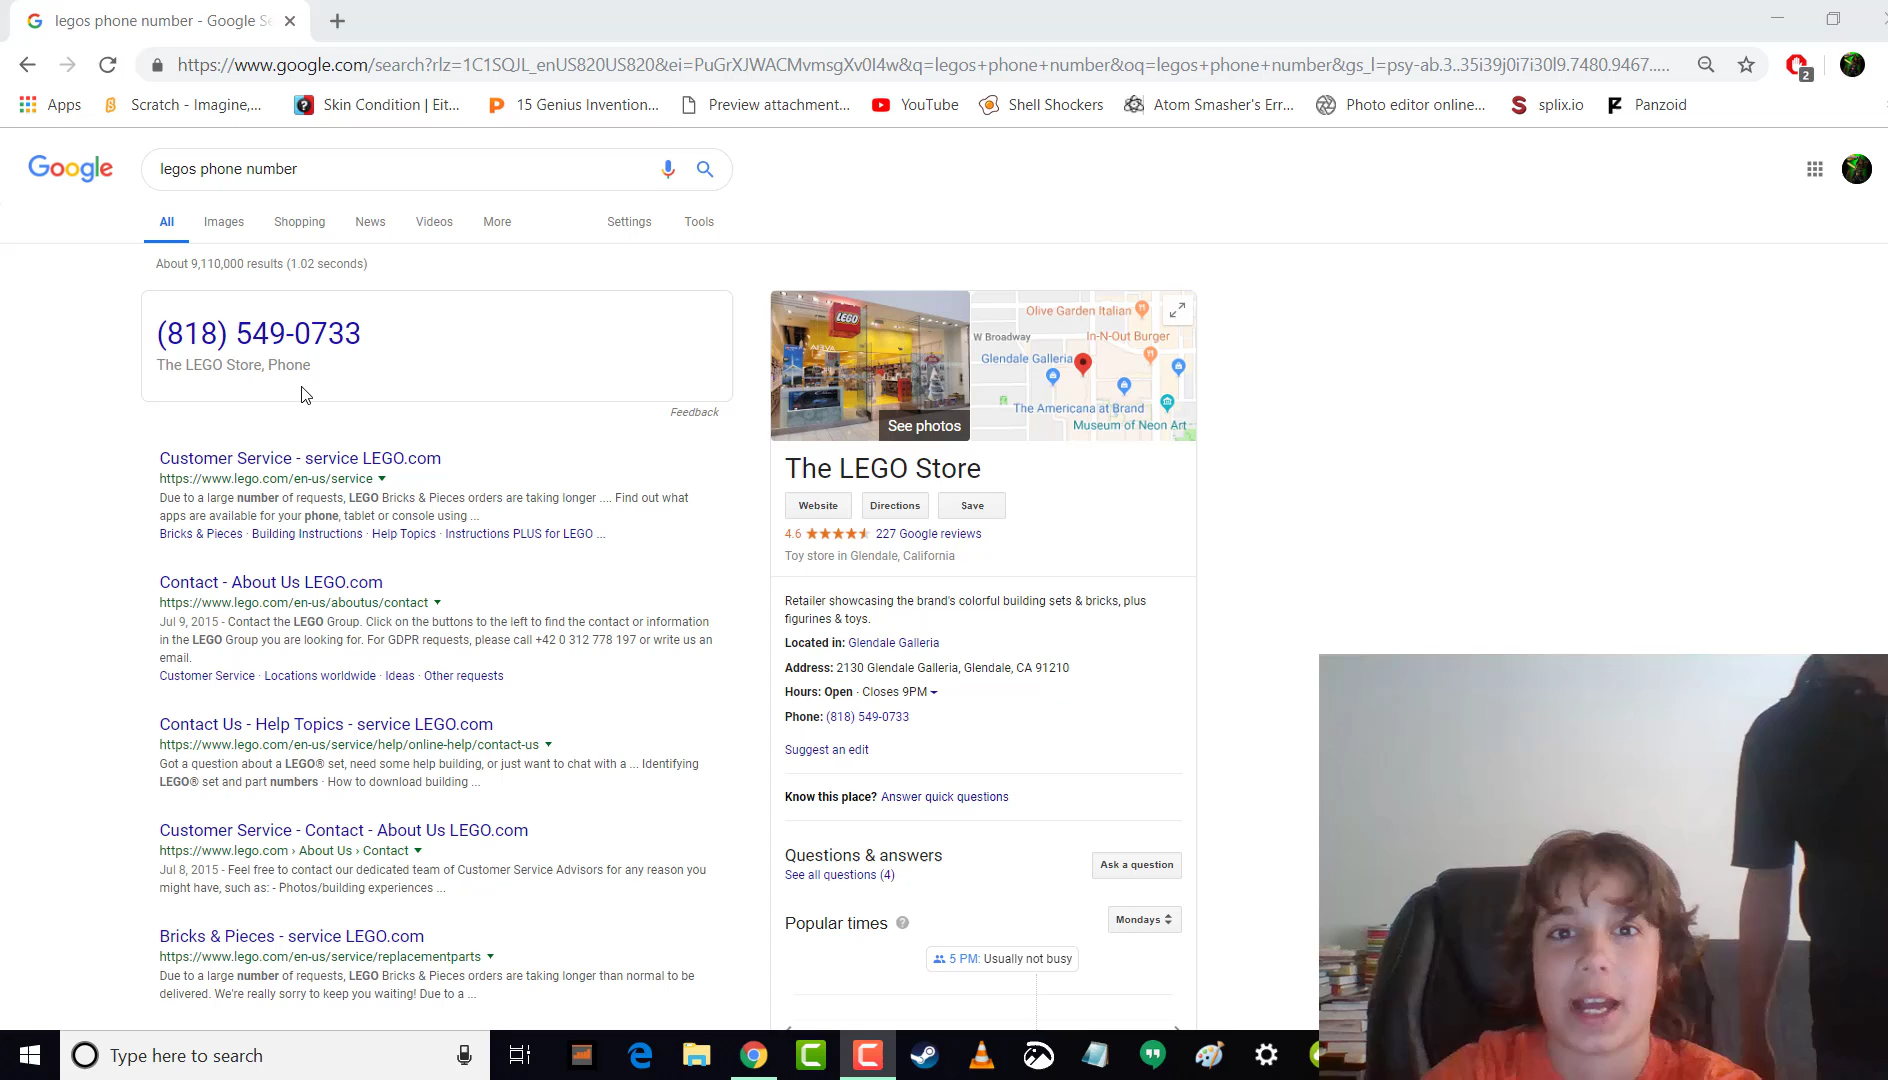 legos phone number - Google Se
https://www.google.com/search?rlz=1C1SQJL_enUS820US820&ei=PuGrXJWACMvmsgXv0I4w&q=legos+phone+number&oq=legos+phone+number&gs_l=psy-ab.3..35i39j0i7i30l9.7480.9467.....
2
Apps Scratch - Imagine,... Skin Condition | Eit... 15 Genius Invention... Preview attachment... YouTube Shell Shockers Atom Smasher's Err... Photo editor online... splix.io Panzoid
Google
legos phone number
All Images Shopping News Videos More Settings Tools
About 9,110,000 results (1.02 seconds)
(818) 549-0733
The LEGO Store, Phone
Feedback
Customer Service - service LEGO.com
https://www.lego.com/en-us/service
Due to a large number of requests, LEGO Bricks & Pieces orders are taking longer .... Find out what
apps are available for your phone, tablet or console using ...
Bricks & Pieces · Building Instructions · Help Topics · Instructions PLUS for LEGO ...
Contact - About Us LEGO.com
https://www.lego.com/en-us/aboutus/contact
Jul 9, 2015 - Contact the LEGO Group. Click on the buttons to the left to find the contact or information
in the LEGO Group you are looking for. For GDPR requests, please call +42 0 312 778 197 or write us an
email.
Customer Service · Locations worldwide · Ideas · Other requests
Contact Us - Help Topics - service LEGO.com
https://www.lego.com/en-us/service/help/online-help/contact-us
Got a question about a LEGO® set, need some help building, or just want to chat with a ... Identifying
LEGO® set and part numbers · How to download building ...
Customer Service - Contact - About Us LEGO.com
https://www.lego.com › About Us › Contact
Jul 8, 2015 - Feel free to contact our dedicated team of Customer Service Advisors for any reason you
might have, such as: - Photos/building experiences ...
Bricks & Pieces - service LEGO.com
https://www.lego.com/en-us/service/replacementparts
Due to a large number of requests, LEGO Bricks & Pieces orders are taking longer than normal to be
delivered. We're really sorry to keep you waiting! Due to a ...
LEGO
See photos
Olive Garden Italian
W Broadway
In-N-Out Burger
Glendale Galleria
The Americana at Brand
Museum of Neon Art
The LEGO Store
Website Directions Save
4.6 227 Google reviews
Toy store in Glendale, California
Retailer showcasing the brand's colorful building sets & bricks, plus
figurines & toys.
Located in: Glendale Galleria
Address: 2130 Glendale Galleria, Glendale, CA 91210
Hours: Open · Closes 9PM
Phone: (818) 549-0733
Suggest an edit
Know this place? Answer quick questions
Questions & answers
See all questions (4)
Ask a question
Popular times ?
Mondays
5 PM: Usually not busy
Type here to search